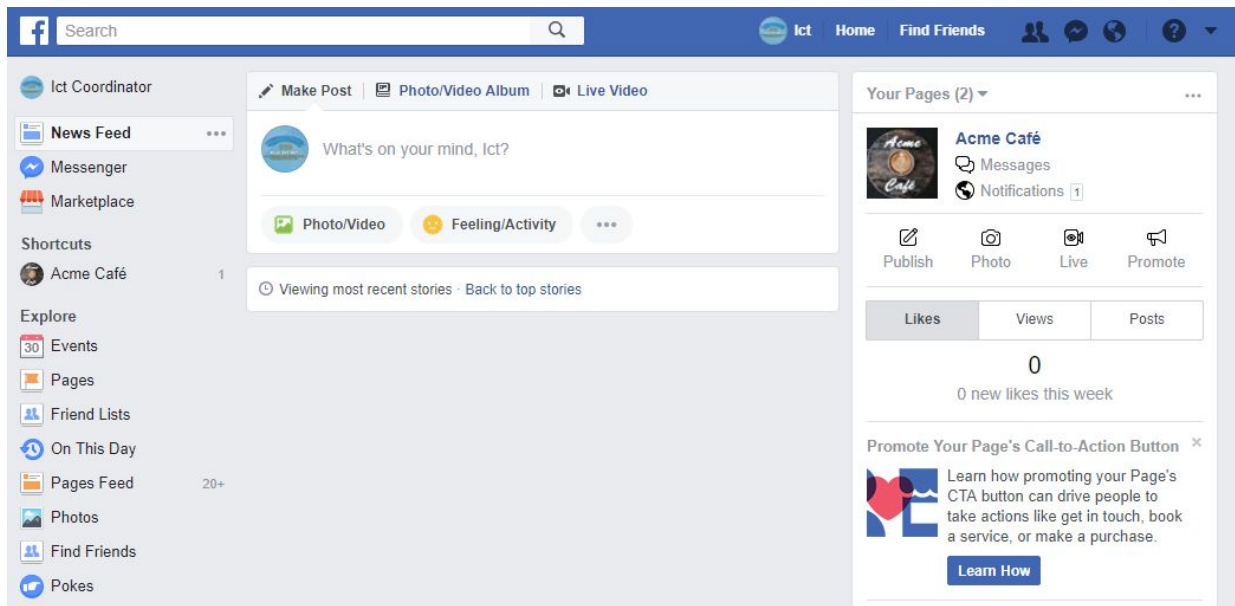 f
Search
Ict
Home
Find Friends
?
Ict Coordinator
News Feed
Messenger
Marketplace
Shortcuts
Acme Café 1
Explore
30 Events
Pages
Friend Lists
On This Day
Pages Feed 20+
Photos
Find Friends
Pokes
Make Post
Photo/Video Album
Live Video
What's on your mind, Ict?
Photo/Video
Feeling/Activity
Viewing most recent stories · Back to top stories
Your Pages (2)
Acme
Café
Acme Café
Messages
Notifications 1
Publish
Photo
Live
Promote
Likes
Views
Posts
0
0 new likes this week
Promote Your Page's Call-to-Action Button
Learn how promoting your Page's
CTA button can drive people to
take actions like get in touch, book
a service, or make a purchase.
Learn How